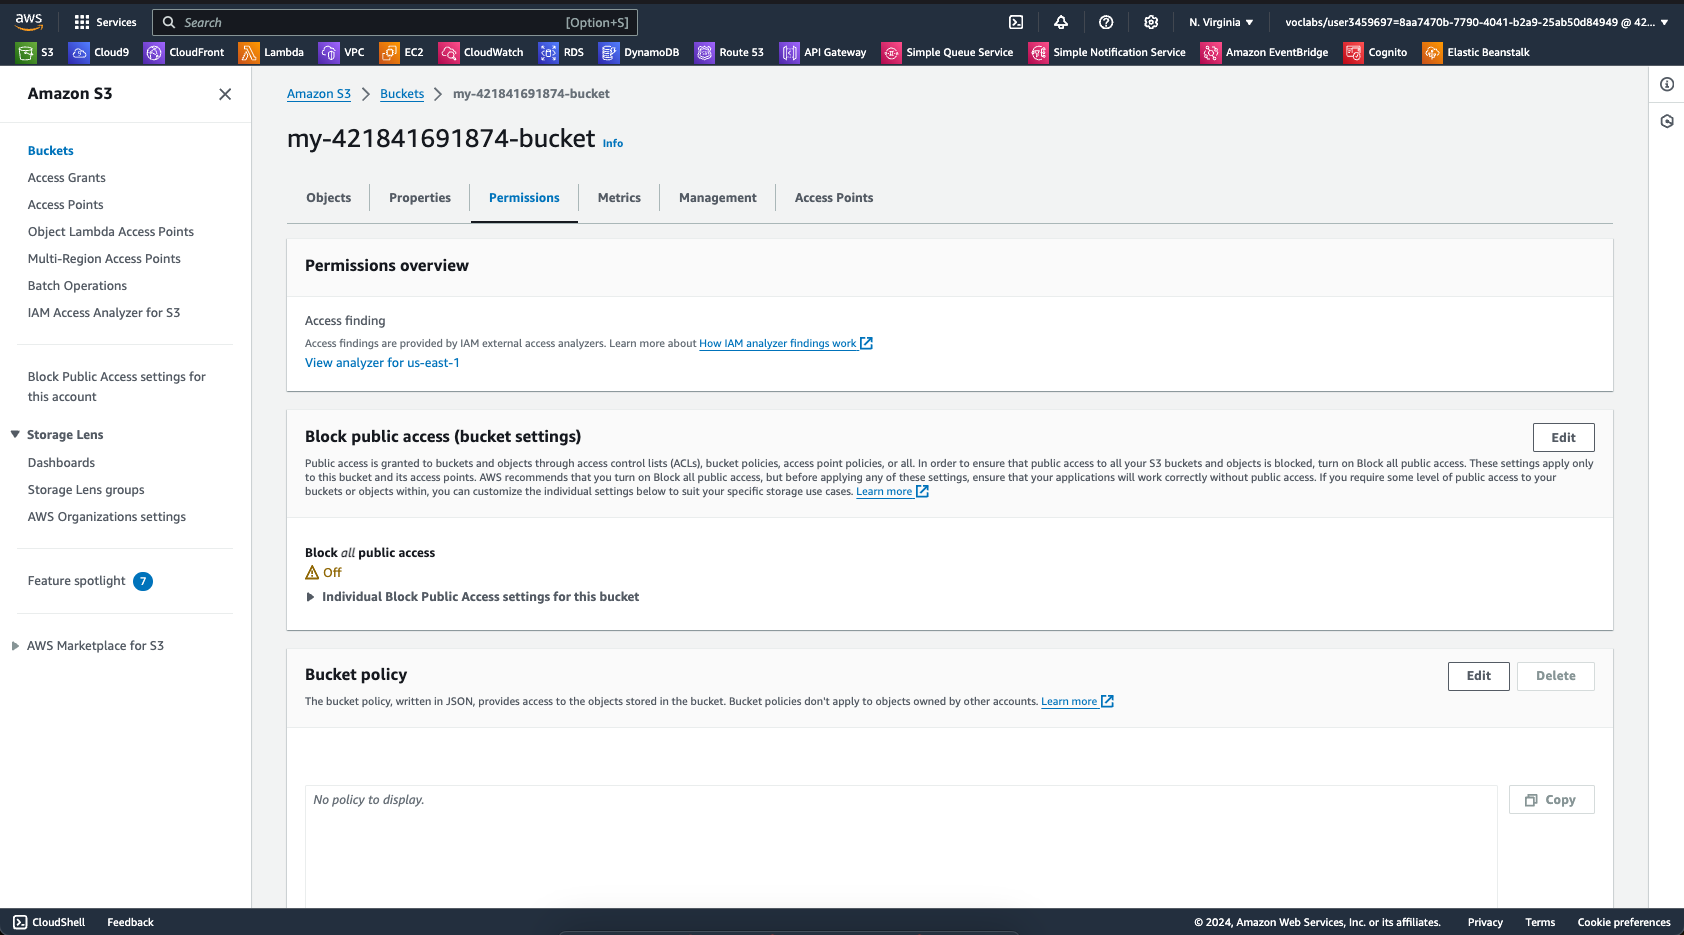 aws
Services
Search
[Option+S]
N. Virginia
voclabs/user3459697=8aa7470b-7790-4041-b2a9-25ab50d84949 @ 42...
S3
Cloud9
CloudFront
Lambda
VPC
EC2
CloudWatch
RDS
DynamoDB
Route 53
API Gateway
Simple Queue Service
Simple Notification Service
Amazon EventBridge
Cognito
Elastic Beanstalk
Amazon S3
Buckets
Access Grants
Access Points
Object Lambda Access Points
Multi-Region Access Points
Batch Operations
IAM Access Analyzer for S3
Block Public Access settings for
this account
Storage Lens
Dashboards
Storage Lens groups
AWS Organizations settings
Feature spotlight 7
AWS Marketplace for S3
Amazon S3 > Buckets > my-421841691874-bucket
my-421841691874-bucket Info
Objects
Properties
Permissions
Metrics
Management
Access Points
Permissions overview
Access finding
Access findings are provided by IAM external access analyzers. Learn more about How IAM analyzer findings work
View analyzer for us-east-1
Block public access (bucket settings)
Edit
Public access is granted to buckets and objects through access control lists (ACLs), bucket policies, access point policies, or all. In order to ensure that public access to all your S3 buckets and objects is blocked, turn on Block all public access. These settings apply only
to this bucket and its access points. AWS recommends that you turn on Block all public access, but before applying any of these settings, ensure that your applications will work correctly without public access. If you require some level of public access to your
buckets or objects within, you can customize the individual settings below to suit your specific storage use cases. Learn more
Block all public access
Off
Individual Block Public Access settings for this bucket
Bucket policy
Edit
Delete
The bucket policy, written in JSON, provides access to the objects stored in the bucket. Bucket policies don't apply to objects owned by other accounts. Learn more
No policy to display.
Copy
CloudShell
Feedback
© 2024, Amazon Web Services, Inc. or its affiliates.
Privacy
Terms
Cookie preferences